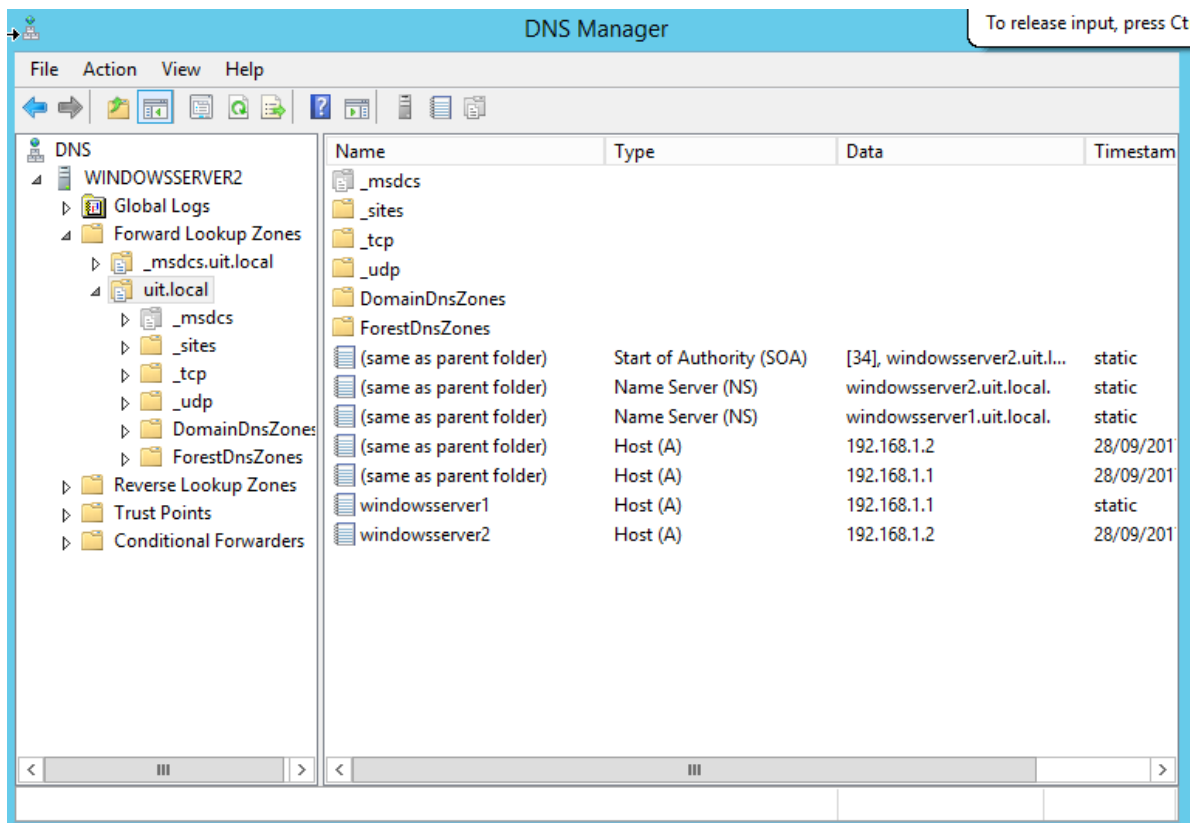 DNS Manager
To release input, press Ct
File Action View Help
DNS
WINDOWSSERVER2
Global Logs
Forward Lookup Zones
_msdcs.uit.local
uit.local
_msdcs
_sites
_tcp
_udp
DomainDnsZones
ForestDnsZones
Reverse Lookup Zones
Trust Points
Conditional Forwarders
Name Type Data Timestam
_msdcs
_sites
_tcp
_udp
DomainDnsZones
ForestDnsZones
(same as parent folder) Start of Authority (SOA) [34], windowsserver2.uit.l... static
(same as parent folder) Name Server (NS) windowsserver2.uit.local. static
(same as parent folder) Name Server (NS) windowsserver1.uit.local. static
(same as parent folder) Host (A) 192.168.1.2 28/09/201
(same as parent folder) Host (A) 192.168.1.1 28/09/201
windowsserver1 Host (A) 192.168.1.1 static
windowsserver2 Host (A) 192.168.1.2 28/09/201